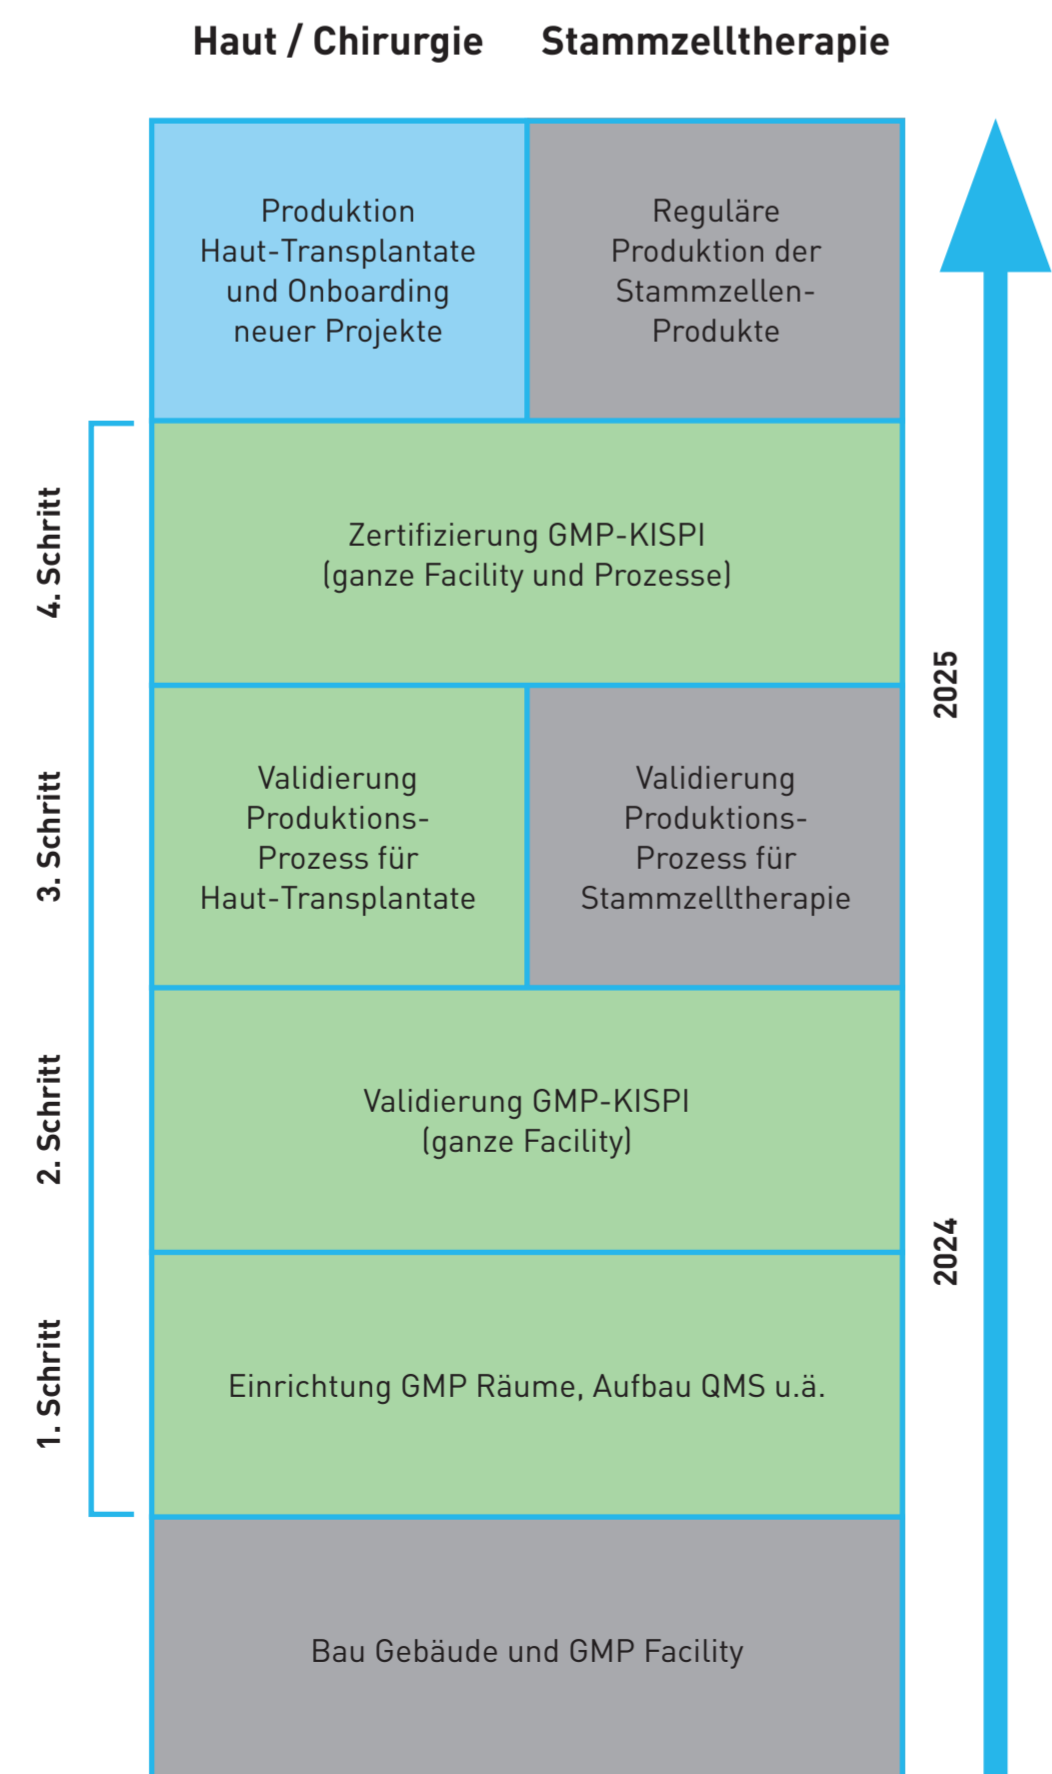 Haut / Chirurgie
Stammzelltherapie
Produktion
Haut-Transplantate
und Onboarding
neuer Projekte
Reguläre
Produktion der
Stammzellen-
Produkte
4. Schritt
Zertifizierung GMP-KISPI
(ganze Facility und Prozesse)
2025
3. Schritt
Validierung
Produktions-
Prozess für
Haut-Transplantate
Validierung
Produktions-
Prozess für
Stammzelltherapie
2. Schritt
Validierung GMP-KISPI
(ganze Facility)
2024
1. Schritt
Einrichtung GMP Räume, Aufbau QMS u.ä.
Bau Gebäude und GMP Facility